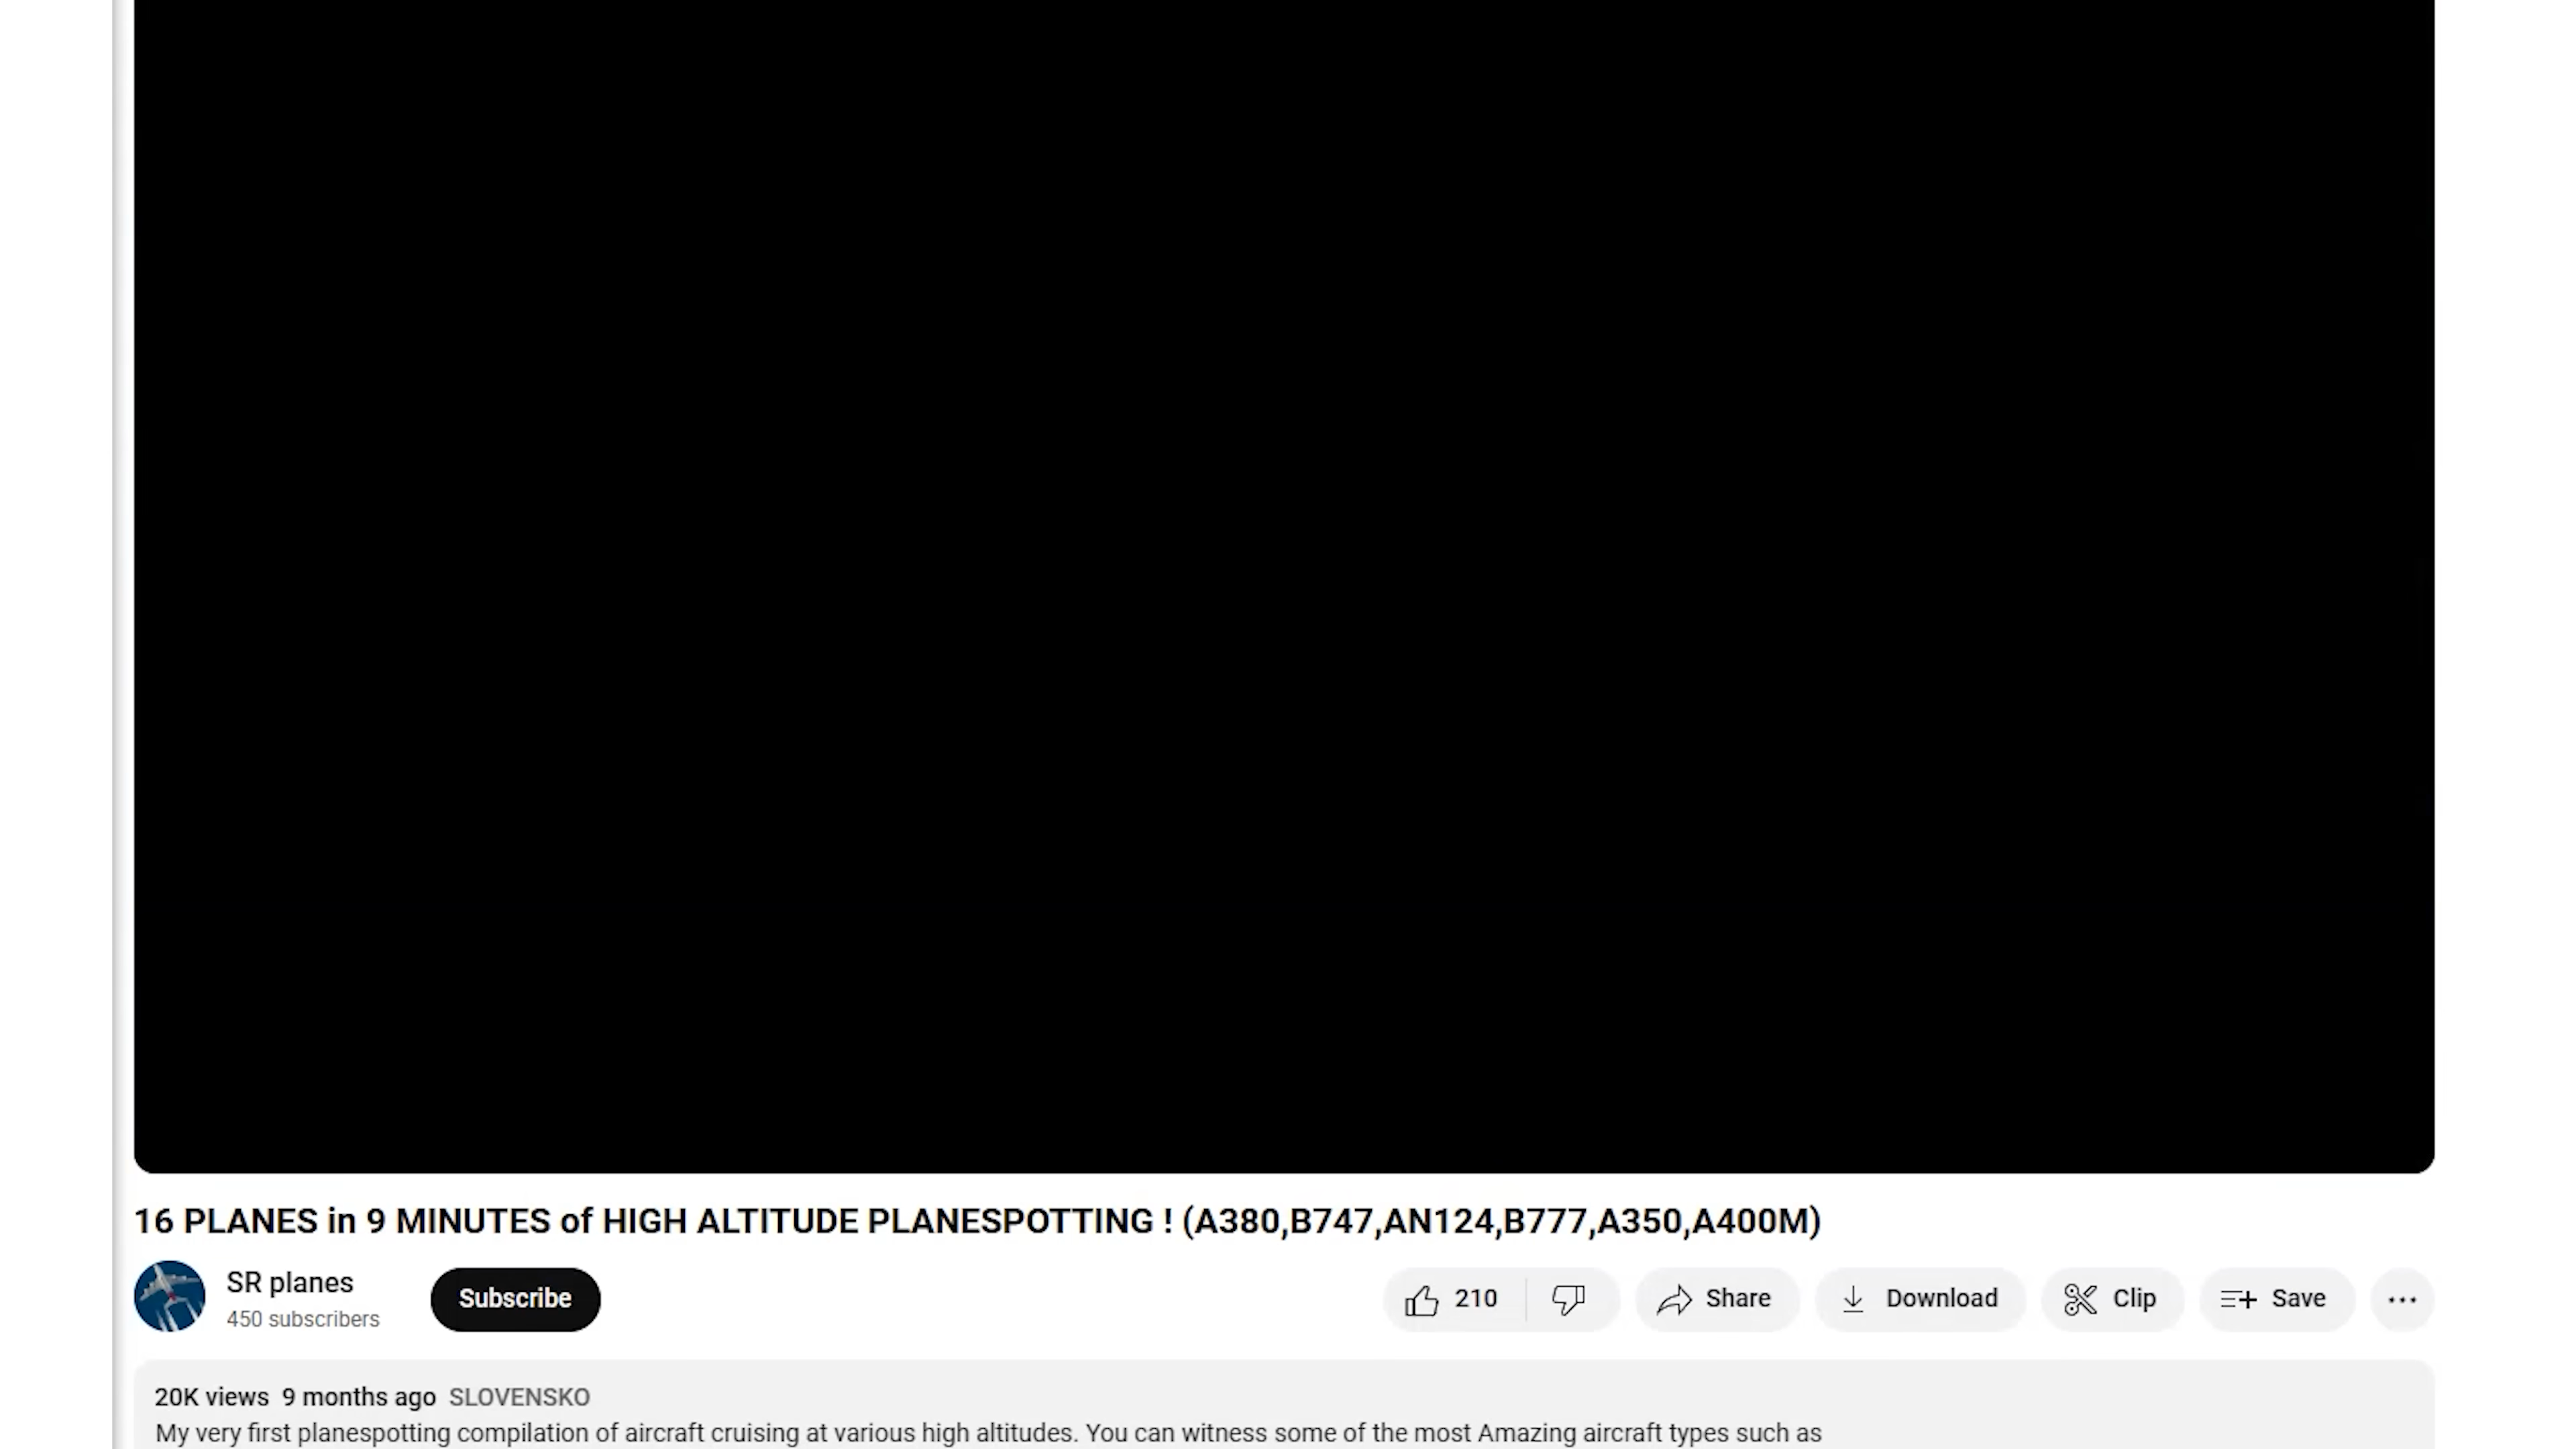 16 PLANES in 9 MINUTES of HIGH ALTITUDE PLANESPOTTING ! (A380,B747,AN124,B777,A350,A400M)
SR planes
450 subscribers
Subscribe
210
Share
Download
Clip
Save
20K views 9 months ago SLOVENSKO
My very first planespotting compilation of aircraft cruising at various high altitudes. You can witness some of the most Amazing aircraft types such as